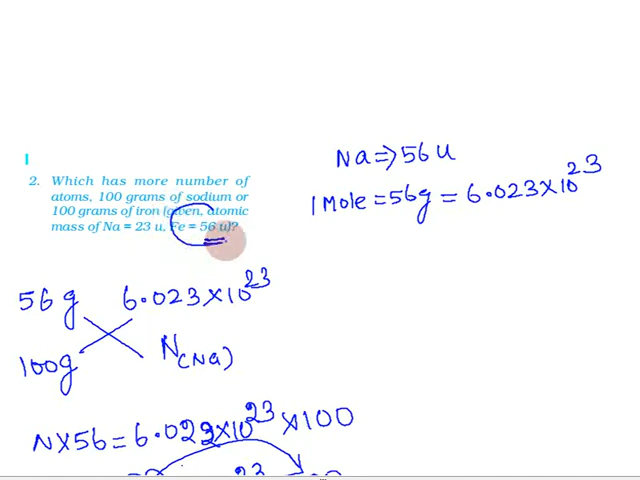 2. Which has more number of
atoms, 100 grams of sodium or
100 grams of iron (given, atomic
mass of Na = 23 u, Fe = 56 u)?
Na ⇒ 56 u
1 Mole = 56g = 6.023×10²³
56 g 6.023×10²³
100g N(Na)
N×56 = 6.023×10²³ ×100